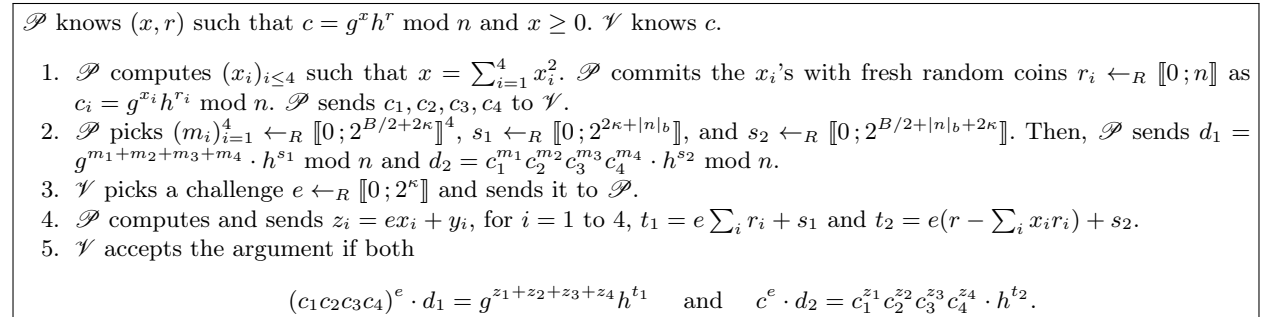 𝒫 knows (x, r) such that c = g^x h^r mod n and x ≥ 0. 𝒱 knows c.
1. 𝒫 computes (x_i)_{i≤4} such that x = ∑_{i=1}^4 x_i^2. 𝒫 commits the x_i's with fresh random coins r_i ←_R ⟦0 ; n⟧ as
c_i = g^{x_i} h^{r_i} mod n. 𝒫 sends c_1, c_2, c_3, c_4 to 𝒱.
2. 𝒫 picks (m_i)_{i=1}^4 ←_R ⟦0 ; 2^{B/2+2κ}⟧^4, s_1 ←_R ⟦0 ; 2^{2κ+|n|_b}⟧, and s_2 ←_R ⟦0 ; 2^{B/2+|n|_b+2κ}⟧. Then, 𝒫 sends d_1 =
g^{m_1+m_2+m_3+m_4} · h^{s_1} mod n and d_2 = c_1^{m_1} c_2^{m_2} c_3^{m_3} c_4^{m_4} · h^{s_2} mod n.
3. 𝒱 picks a challenge e ←_R ⟦0 ; 2^κ⟧ and sends it to 𝒫.
4. 𝒫 computes and sends z_i = ex_i + y_i, for i = 1 to 4, t_1 = e ∑_i r_i + s_1 and t_2 = e(r − ∑_i x_i r_i) + s_2.
5. 𝒱 accepts the argument if both
(c_1 c_2 c_3 c_4)^e · d_1 = g^{z_1+z_2+z_3+z_4} h^{t_1} and c^e · d_2 = c_1^{z_1} c_2^{z_2} c_3^{z_3} c_4^{z_4} · h^{t_2}.